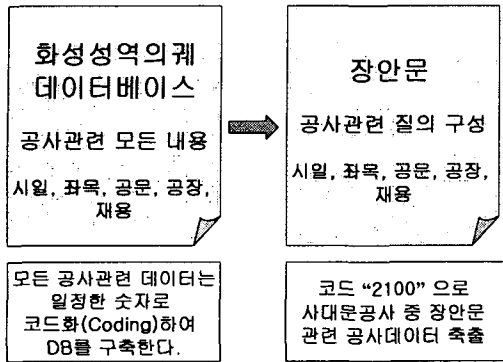 화성성역의궤
데이터베이스
공사관련 모든 내용
시일, 좌목, 공문, 공장,
재용
장안문
공사관련 질의 구성
시일, 좌목, 공문, 공장,
재용
모든 공사관련 데이터는
일정한 숫자로
코드화(Coding)하여
DB를 구축한다.
코드 “2100” 으로
사대문공사 중 장안문
관련 공사데이터 축출